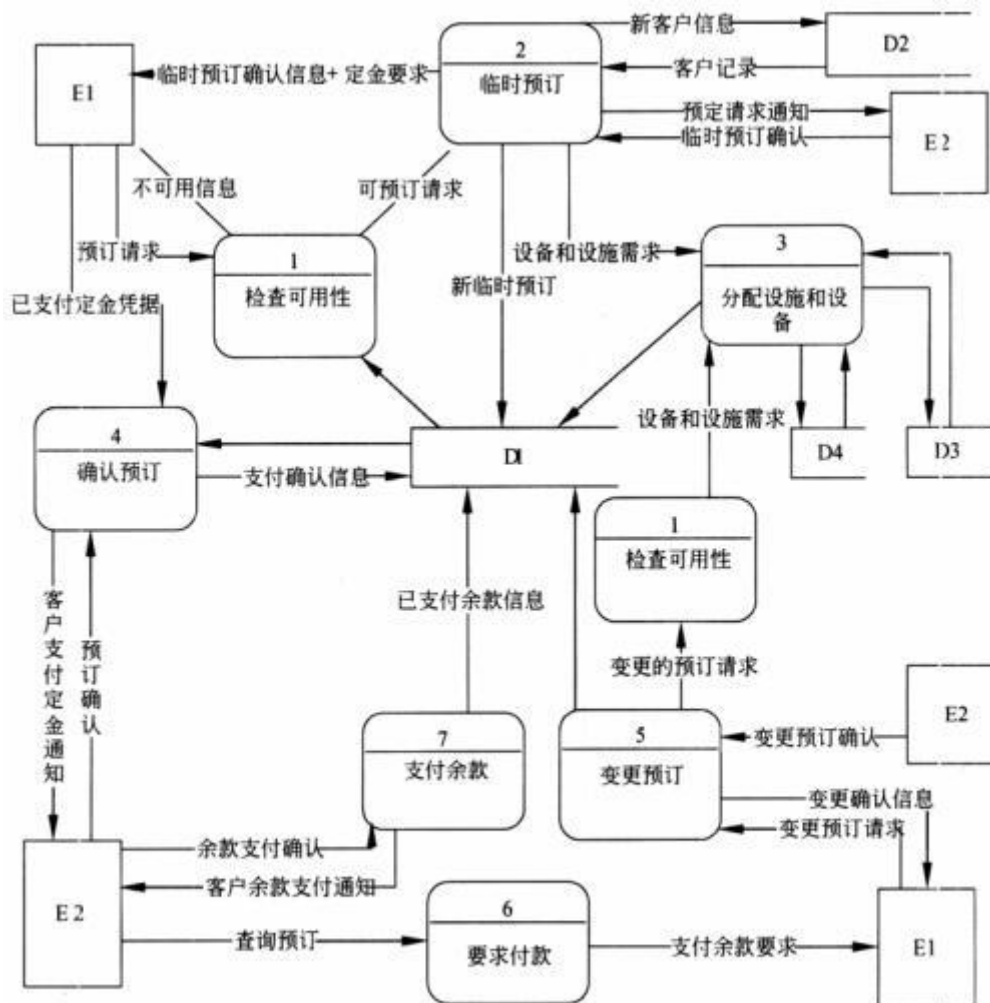 新客户信息
D2
2
临时预订
E1
临时预订确认信息+ 定金要求
客户记录
预定请求通知
临时预订确认
E2
不可用信息
可预订请求
预订请求
1
检查可用性
设备和设施需求
3
分配设施和设
备
新临时预订
已支付定金凭据
设备和设施需求
4
确认预订
D1
D4
D3
支付确认信息
1
检查可用性
已支付余款信息
客户支付定金通知
预订确认
变更的预订请求
E2
7
支付余款
5
变更预订
变更预订确认
变更确认信息
变更预订请求
余款支付确认
客户余款支付通知
E2
查询预订
6
要求付款
支付余款要求
E1